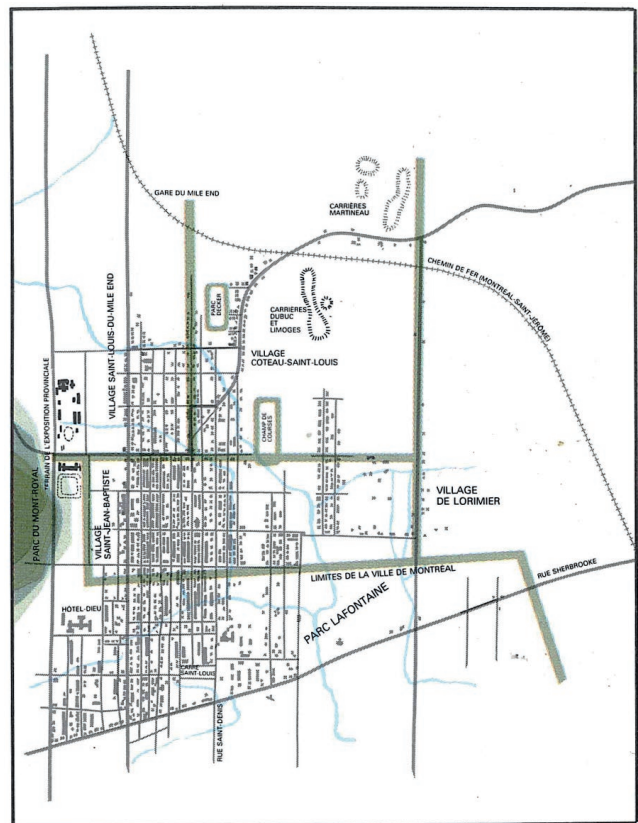 GARE DU MILE END
CARRIÈRES
MARTINEAU
CHEMIN DE FER (MONTRÉAL-SAINT-JÉRÔME)
PARC
DECKER
CARRIÈRES
DUBUC
ET
LIMOGES
VILLAGE SAINT-LOUIS-DU-MILE END
VILLAGE
COTEAU-SAINT-LOUIS
TERRAIN DE L'EXPOSITION PROVINCIALE
CHAMP DE
COURSES
PARC DU MONT-ROYAL
VILLAGE
SAINT-JEAN-BAPTISTE
VILLAGE
DE LORIMIER
LIMITES DE LA VILLE DE MONTRÉAL
RUE SHERBROOKE
HÔTEL-DIEU
PARC LAFONTAINE
CARRÉ
SAINT-LOUIS
RUE SAINT-DENIS